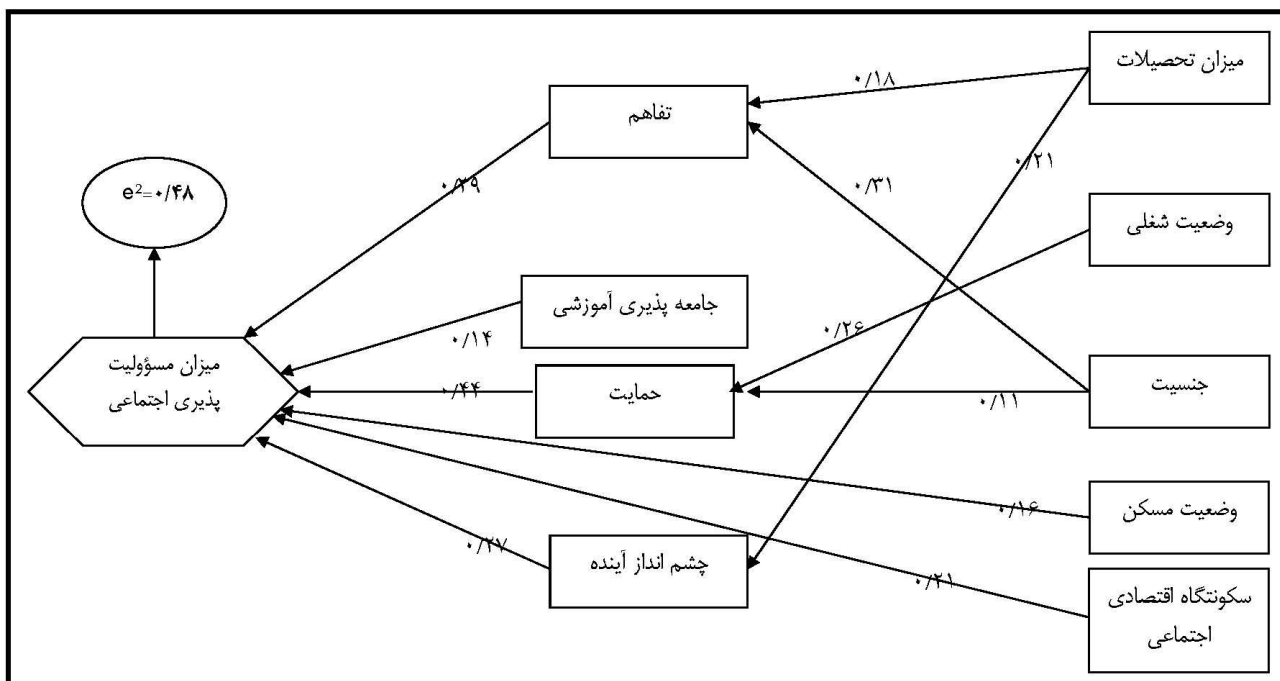 میزان تحصیلات
۰/۱۸
تفاهم
۰/۲۱
e²=۰/۴۸
۰/۲۹
۰/۳۱
وضعیت شغلی
جامعه پذیری آموزشی
۰/۱۴
۰/۲۶
میزان مسؤولیت
پذیری اجتماعی
۰/۴۴
حمایت
۰/۱۱
جنسیت
۰/۱۶
وضعیت مسکن
۰/۲۷
چشم انداز آینده
۰/۲۱
سکونتگاه اقتصادی
اجتماعی